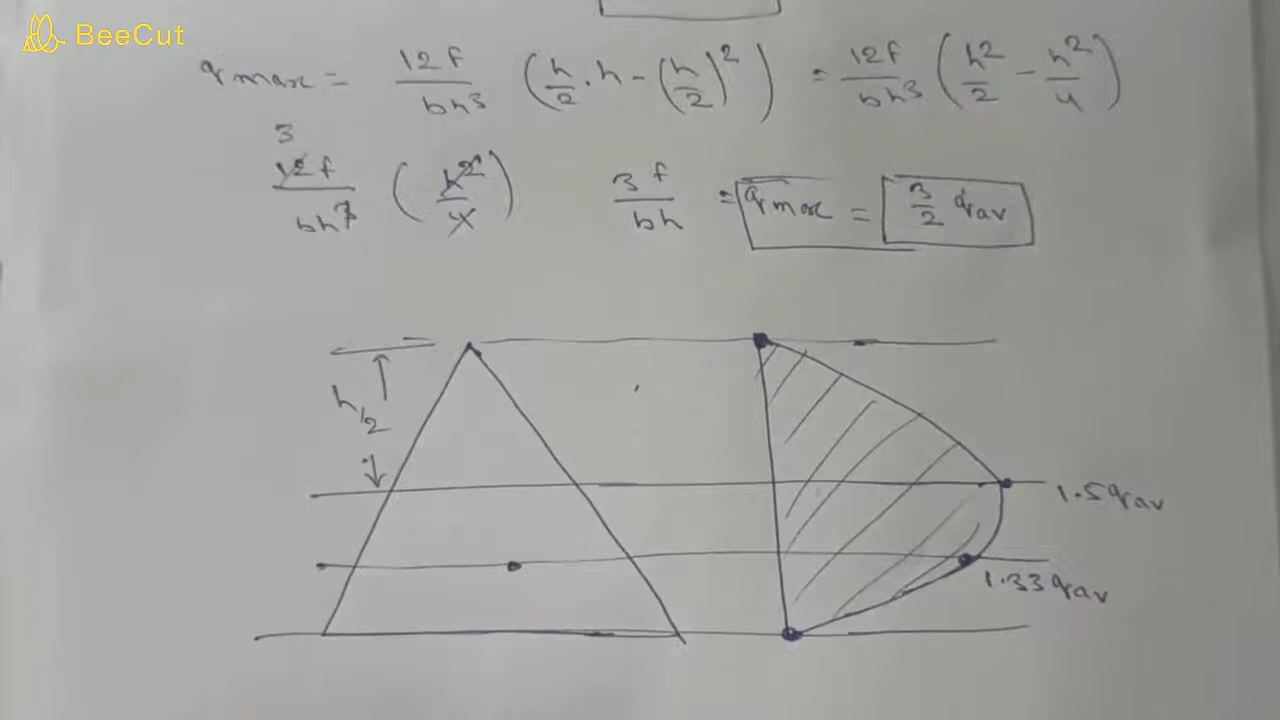 BeeCut
qmax = 12F/bh³ (h/2 . h - (h/2)²) = 12F/bh³ (h²/2 - h²/4)
3
12F/bh³ (h²/4) 3F/bh = qmax = 3/2 qav
h/2
1.5qav
1.33qav